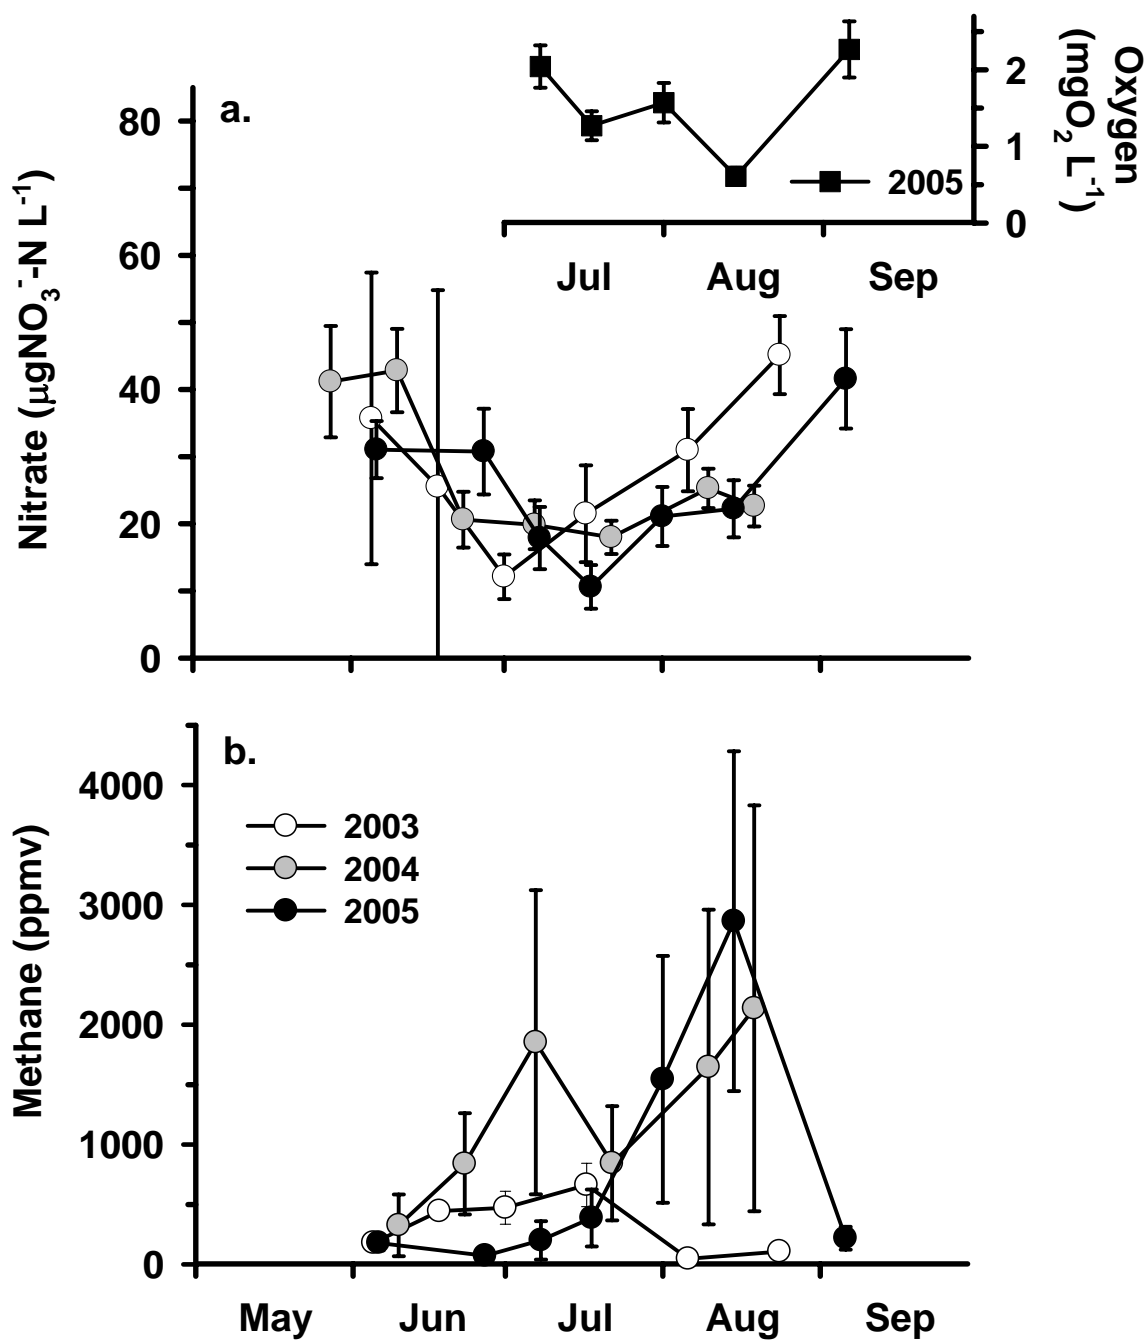 a.
80
60
40
20
0
Nitrate (μgNO₃⁻-N L⁻¹)
2
1
0
Oxygen
(mgO₂ L⁻¹)
2005
Jul Aug Sep
b.
4000
3000
2000
1000
0
Methane (ppmv)
2003
2004
2005
May Jun Jul Aug Sep